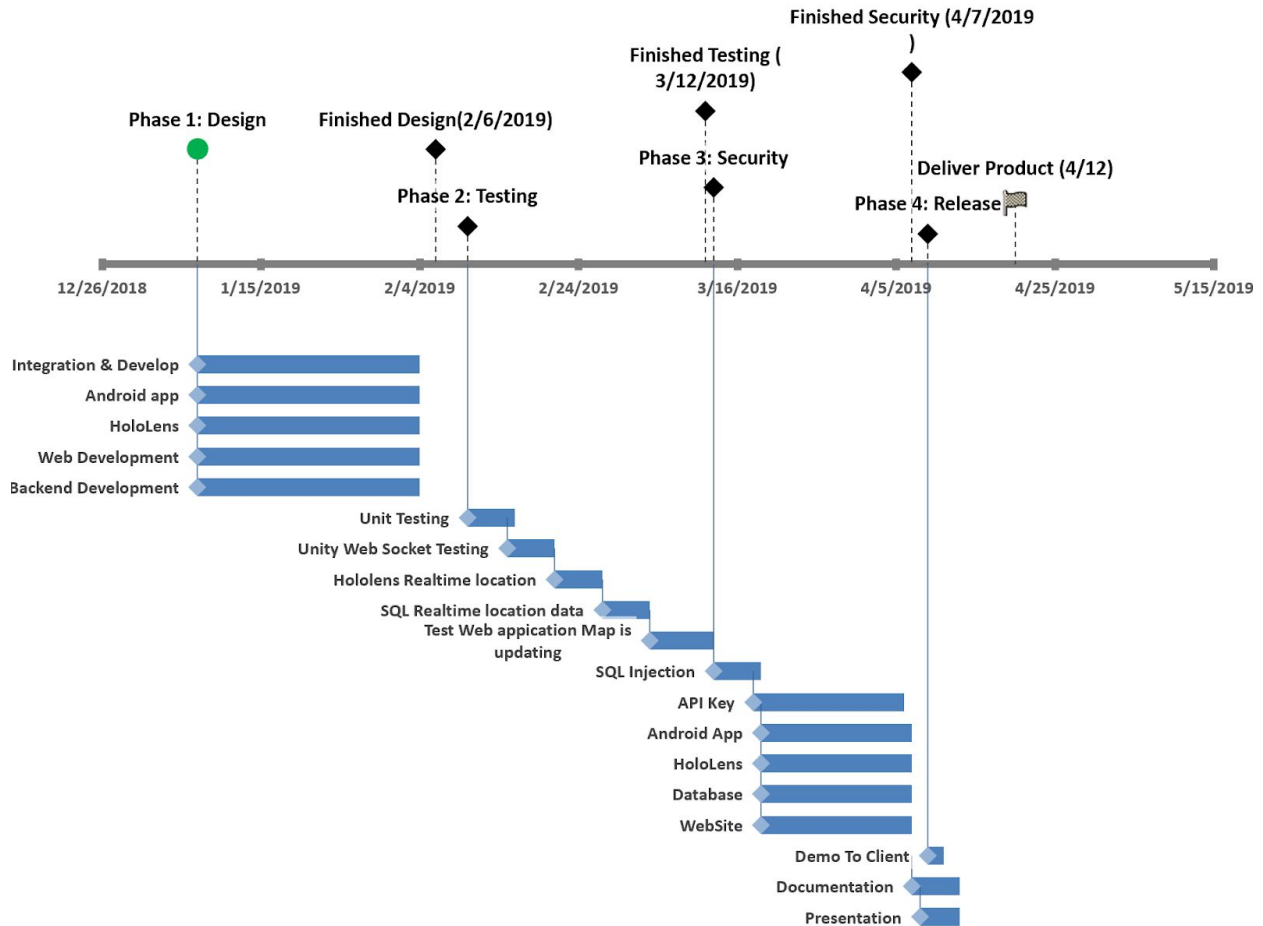 Finished Security (4/7/2019
)
Finished Testing (
3/12/2019)
Phase 1: Design
Finished Design(2/6/2019)
Phase 3: Security
Deliver Product (4/12)
Phase 2: Testing
Phase 4: Release
12/26/2018
1/15/2019
2/4/2019
2/24/2019
3/16/2019
4/5/2019
4/25/2019
5/15/2019
Integration & Develop
Android app
HoloLens
Web Development
Backend Development
Unit Testing
Unity Web Socket Testing
Hololens Realtime location
SQL Realtime location data
Test Web appication Map is
updating
SQL Injection
API Key
Android App
HoloLens
Database
WebSite
Demo To Client
Documentation
Presentation